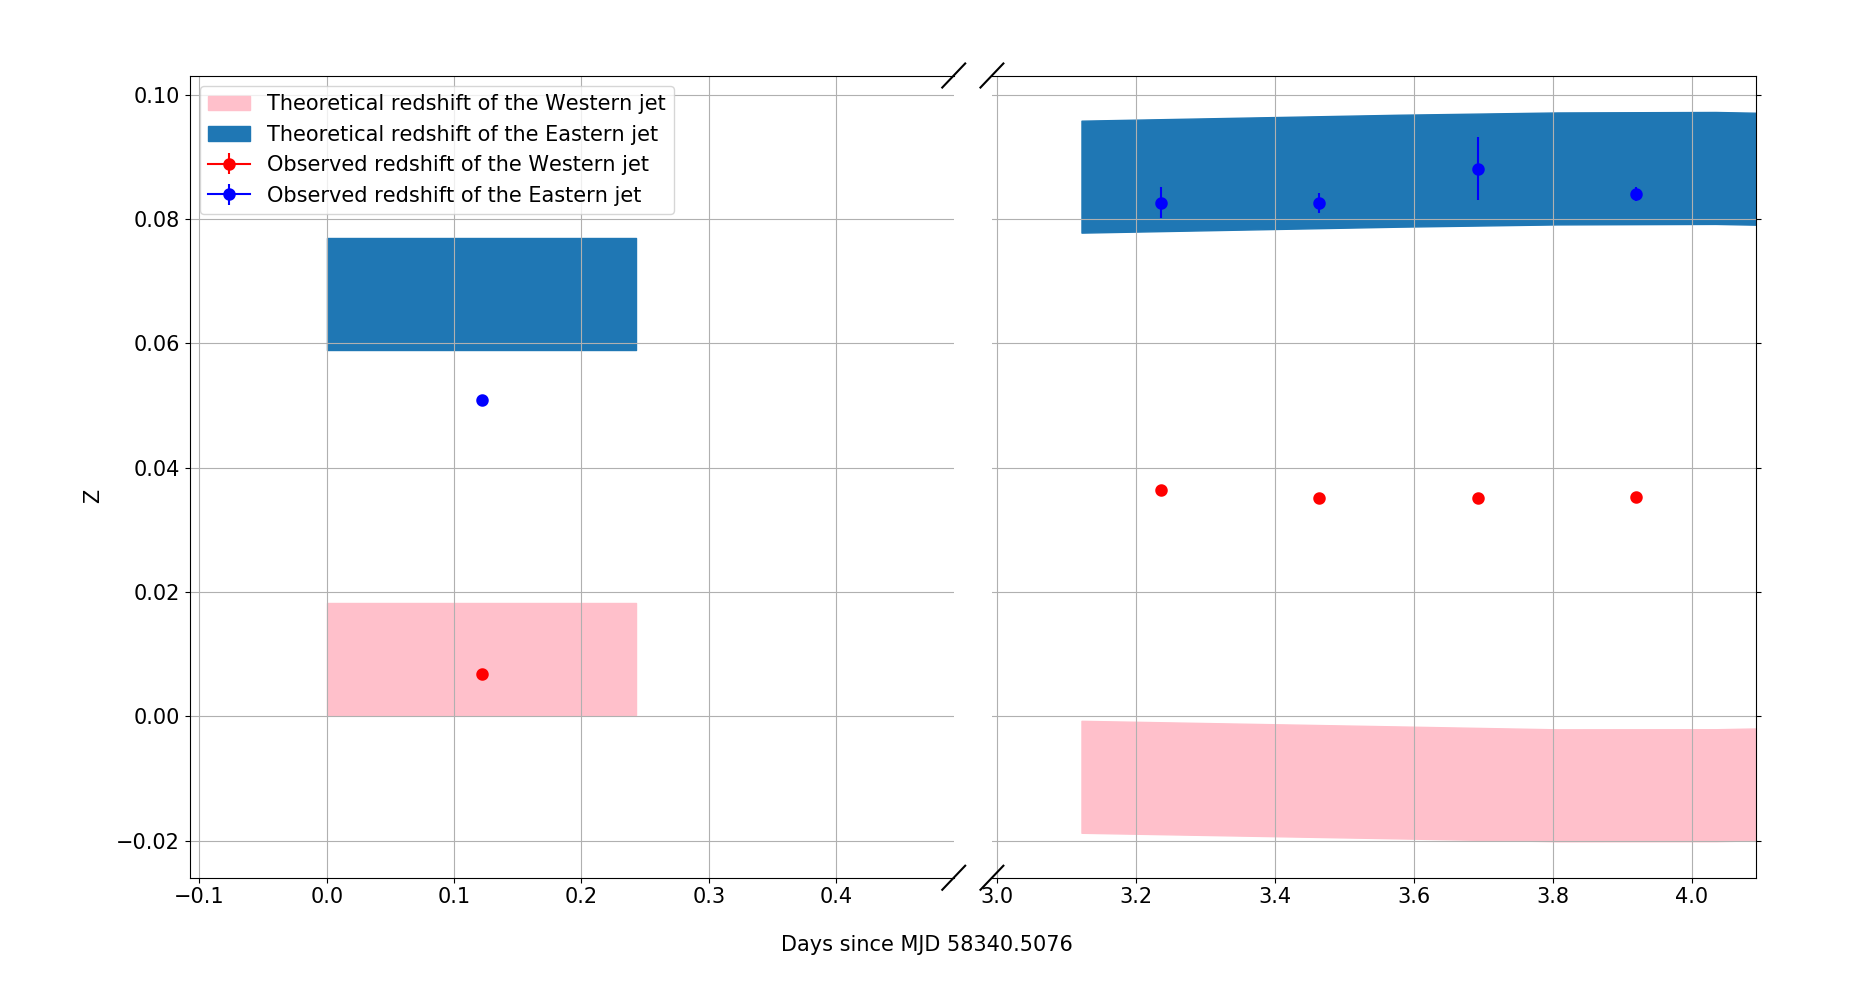 Theoretical redshift of the Western jet
Theoretical redshift of the Eastern jet
Observed redshift of the Western jet
Observed redshift of the Eastern jet
0.10
0.08
0.06
0.04
0.02
0.00
−0.02
Z
−0.1 0.0 0.1 0.2 0.3 0.4 3.0 3.2 3.4 3.6 3.8 4.0
Days since MJD 58340.5076